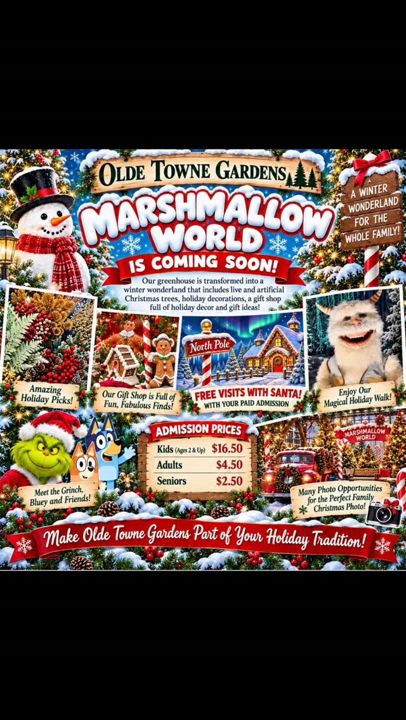 OLDE TOWNE GARDENS
MARSHMALLOW
WORLD
IS COMING SOON!
A WINTER
WONDERLAND
FOR THE
WHOLE FAMILY!
Our greenhouse is transformed into a
winter wonderland that includes live and artificial
Christmas trees, holiday decorations, a gift shop
full of holiday decor and gift ideas!
Amazing
Holiday Picks!
Our Gift Shop is Full of
Fun, Fabulous Finds!
North Pole
FREE VISITS WITH SANTA!
WITH YOUR PAID ADMISSION
Enjoy Our
Magical Holiday Walk!
Meet the Grinch,
Bluey and Friends!
ADMISSION PRICES
Kids (Ages 2 & Up) $16.50
Adults $4.50
Seniors $2.50
MARSHMALLOW
WORLD
Many Photo Opportunities
for the Perfect Family
Christmas Photo!
Make Olde Towne Gardens Part of Your Holiday Tradition!